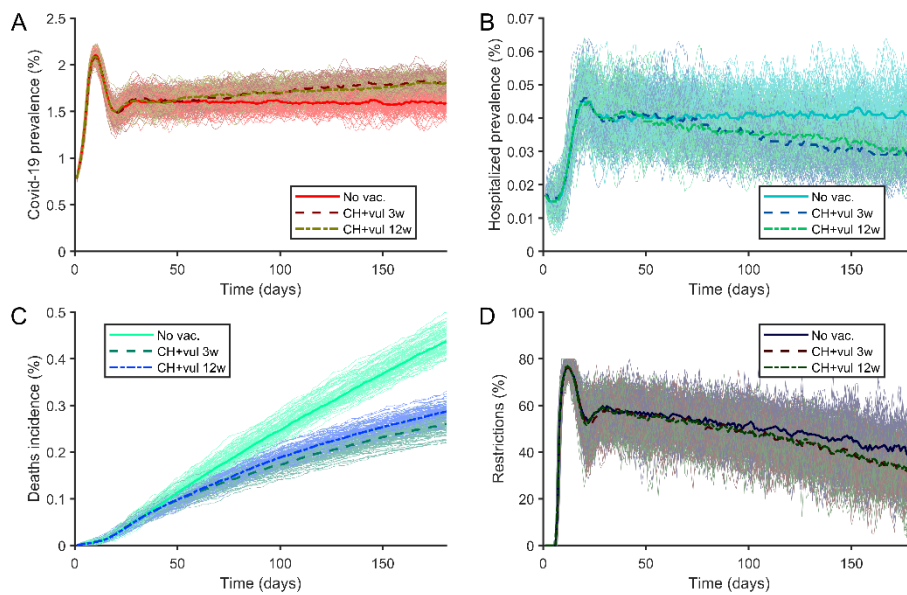 A
Covid-19 prevalence (%)
2.5
2
1.5
1
0.5
0
0
50
100
150
Time (days)
No vac.
CH+vul 3w
CH+vul 12w
B
Hospitalized prevalence (%)
0.07
0.06
0.05
0.04
0.03
0.02
0.01
0
0
50
100
150
Time (days)
No vac.
CH+vul 3w
CH+vul 12w
C
Deaths incidence (%)
0.5
0.4
0.3
0.2
0.1
0
0
50
100
150
Time (days)
No vac.
CH+vul 3w
CH+vul 12w
D
Restrictions (%)
100
80
60
40
20
0
0
50
100
150
Time (days)
No vac.
CH+vul 3w
CH+vul 12w